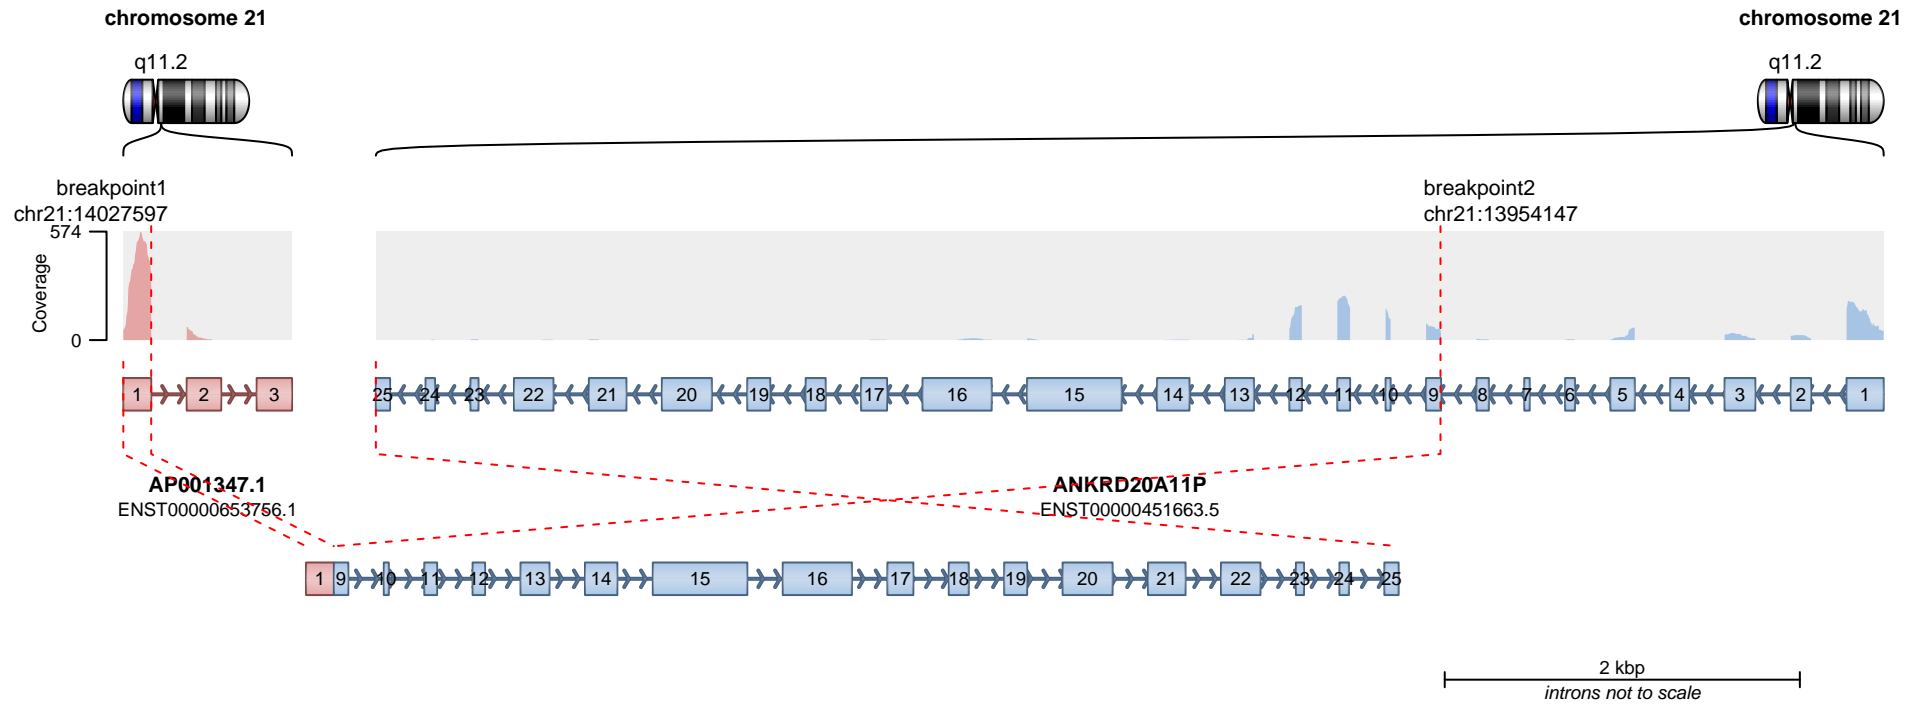 chromosome 21
chromosome 21
q11.2
q11.2
breakpoint1
chr21:14027597
breakpoint2
chr21:13954147
574
Coverage
0
1 2 3
25 24 23 22 21 20 19 18 17 16 15 14 13 12 11 10 9 8 7 6 5 4 3 2 1
AP001347.1
ENST00000653756.1
ANKRD20A11P
ENST00000451663.5
1 9 10 11 12 13 14 15 16 17 18 19 20 21 22 23 24 25
2 kbp
introns not to scale